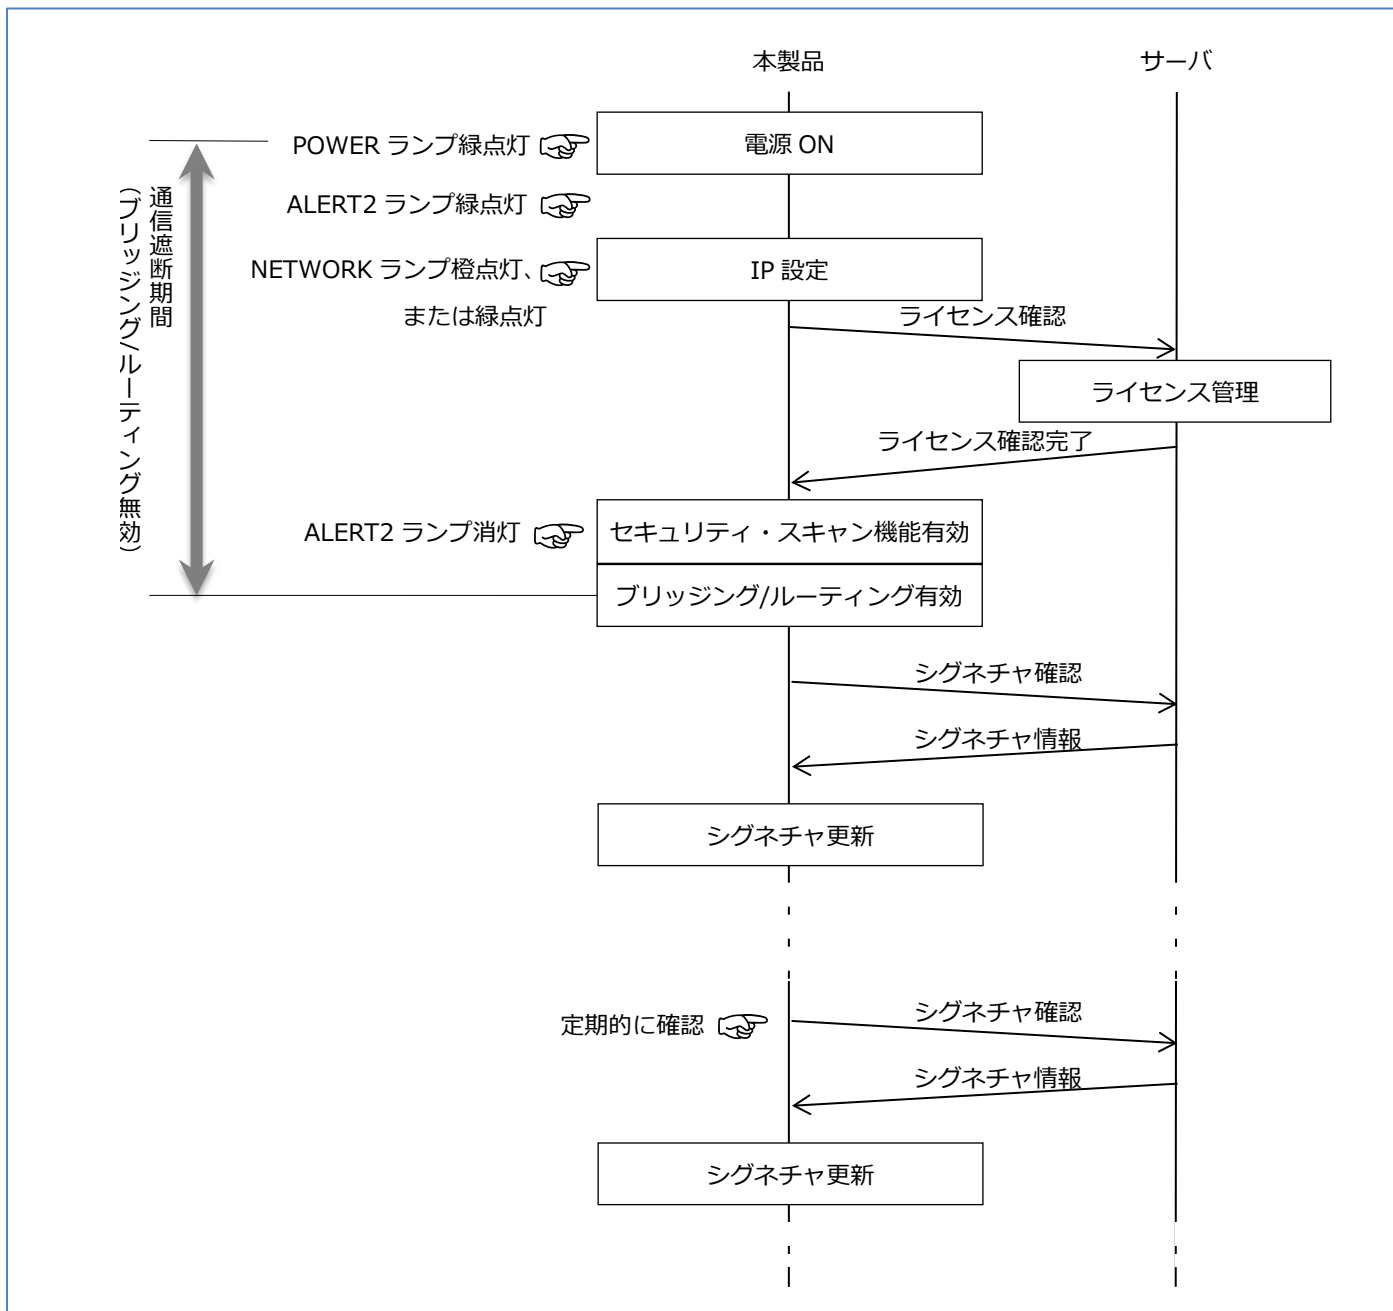 本製品
サーバ
POWER ランプ緑点灯
電源 ON
ALERT2 ランプ緑点灯
NETWORK ランプ橙点灯、
または緑点灯
IP 設定
通信遮断期間
(ブリッジング/ルーティング無効)
ライセンス確認
ライセンス管理
ライセンス確認完了
ALERT2 ランプ消灯
セキュリティ・スキャン機能有効
ブリッジング/ルーティング有効
シグネチャ確認
シグネチャ情報
シグネチャ更新
定期的に確認
シグネチャ確認
シグネチャ情報
シグネチャ更新